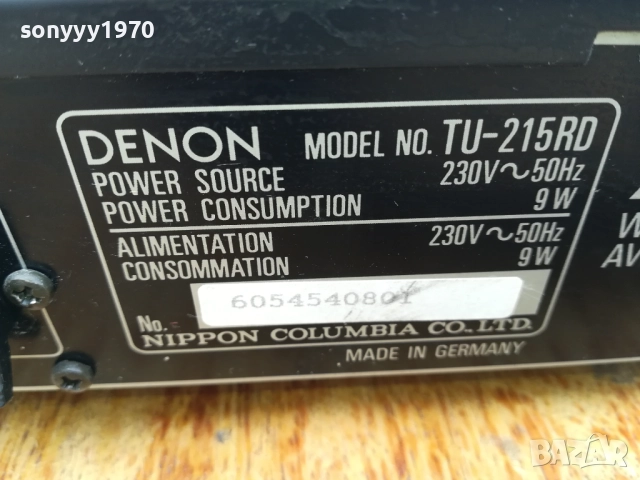 sonyyy1970
DENON MODEL NO. TU-215RD
POWER SOURCE 230V~50Hz
POWER CONSUMPTION 9W
ALIMENTATION 230V~50Hz
CONSOMMATION 9W
No. 6054540801
NIPPON COLUMBIA CO., LTD.
MADE IN GERMANY
W
AV
BAZAR